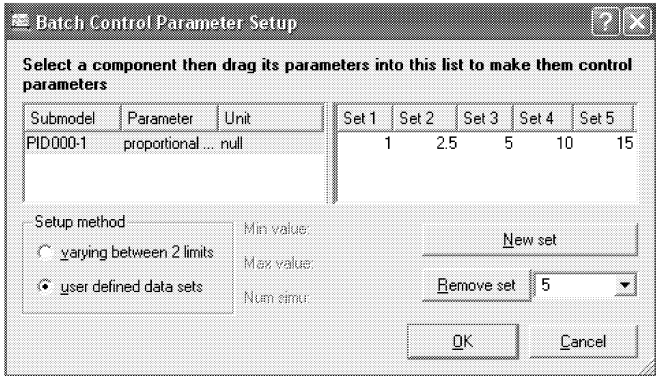 Batch Control Parameter Setup
Select a component then drag its parameters into this list to make them control
parameters
Submodel Parameter Unit Set 1 Set 2 Set 3 Set 4 Set 5
PID000-1 proportional ... null 1 2.5 5 10 15
Setup method
varying between 2 limits
user defined data sets
Min value:
Max value:
Num simu:
New set
Remove set 5
OK Cancel